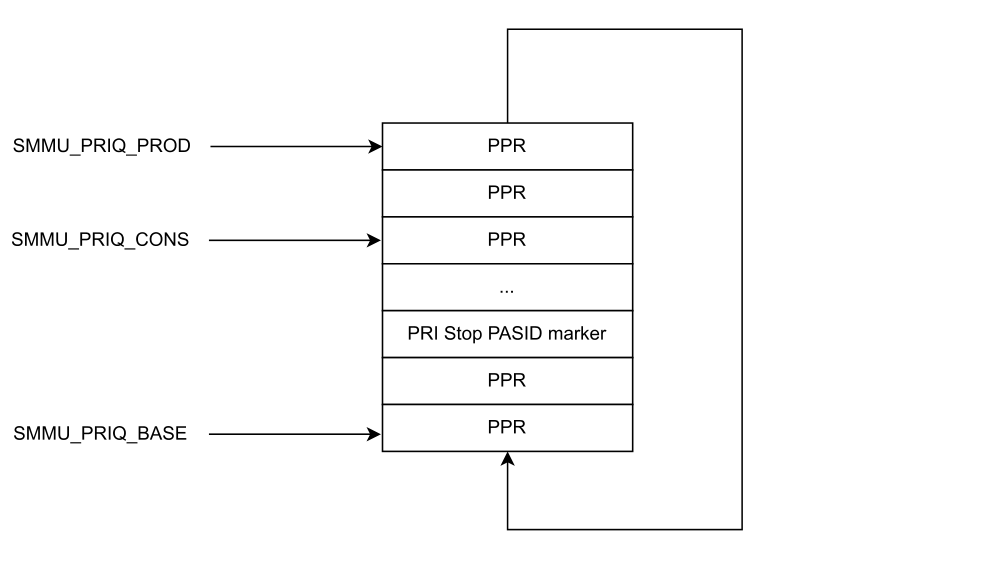 SMMU_PRIQ_PROD
PPR
PPR
SMMU_PRIQ_CONS
PPR
...
PRI Stop PASID marker
PPR
SMMU_PRIQ_BASE
PPR